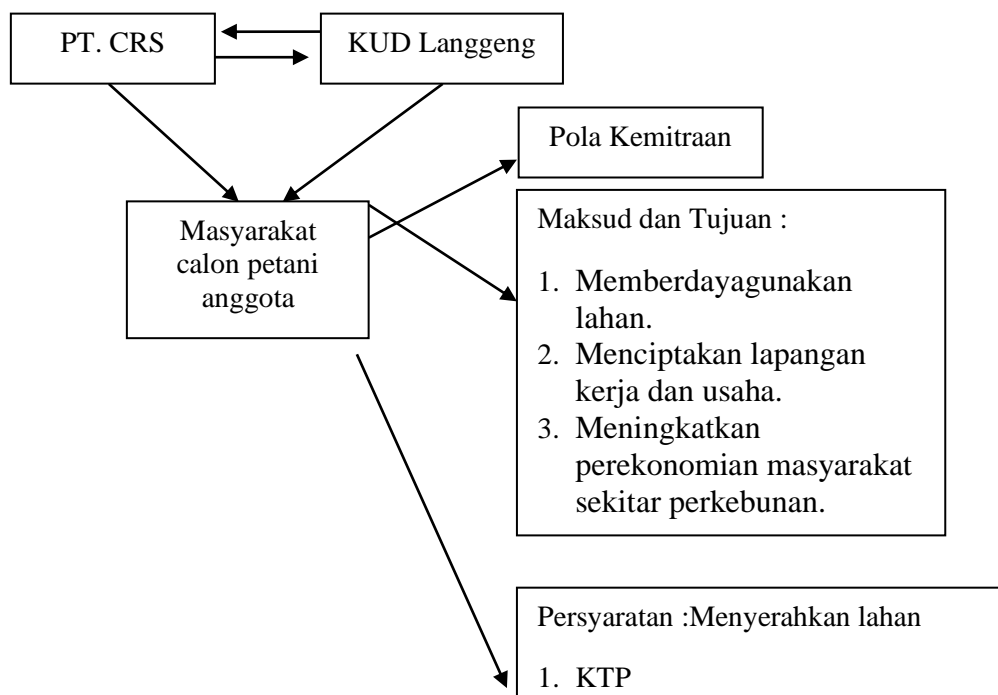 PT. CRS
KUD Langgeng
Pola Kemitraan
Masyarakat
calon petani
anggota
Maksud dan Tujuan :
1. Memberdayagunakan
lahan.
2. Menciptakan lapangan
kerja dan usaha.
3. Meningkatkan
perekonomian masyarakat
sekitar perkebunan.
Persyaratan :Menyerahkan lahan
1. KTP